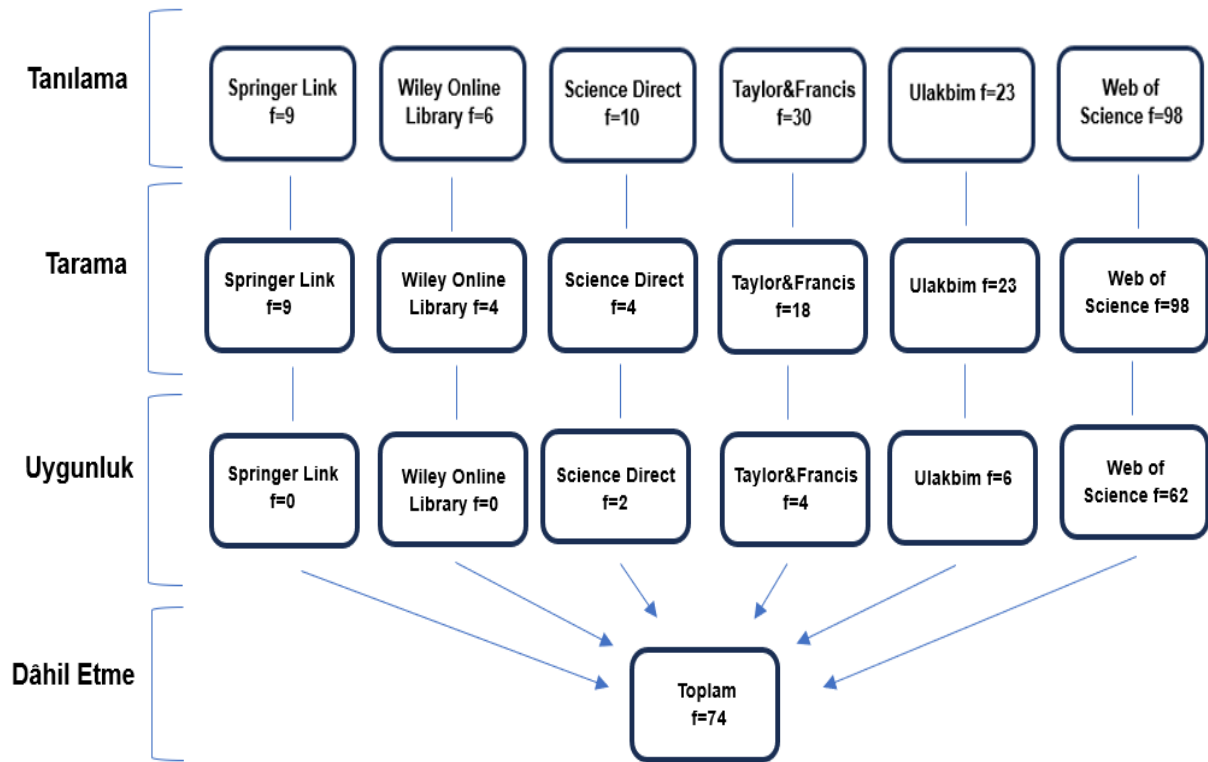 Tanılama
Springer Link
f=9
Wiley Online
Library f=6
Science Direct
f=10
Taylor&Francis
f=30
Ulakbim f=23
Web of
Science f=98
Tarama
Springer Link
f=9
Wiley Online
Library f=4
Science Direct
f=4
Taylor&Francis
f=18
Ulakbim f=23
Web of
Science f=98
Uygunluk
Springer Link
f=0
Wiley Online
Library f=0
Science Direct
f=2
Taylor&Francis
f=4
Ulakbim f=6
Web of
Science f=62
Dâhil Etme
Toplam
f=74